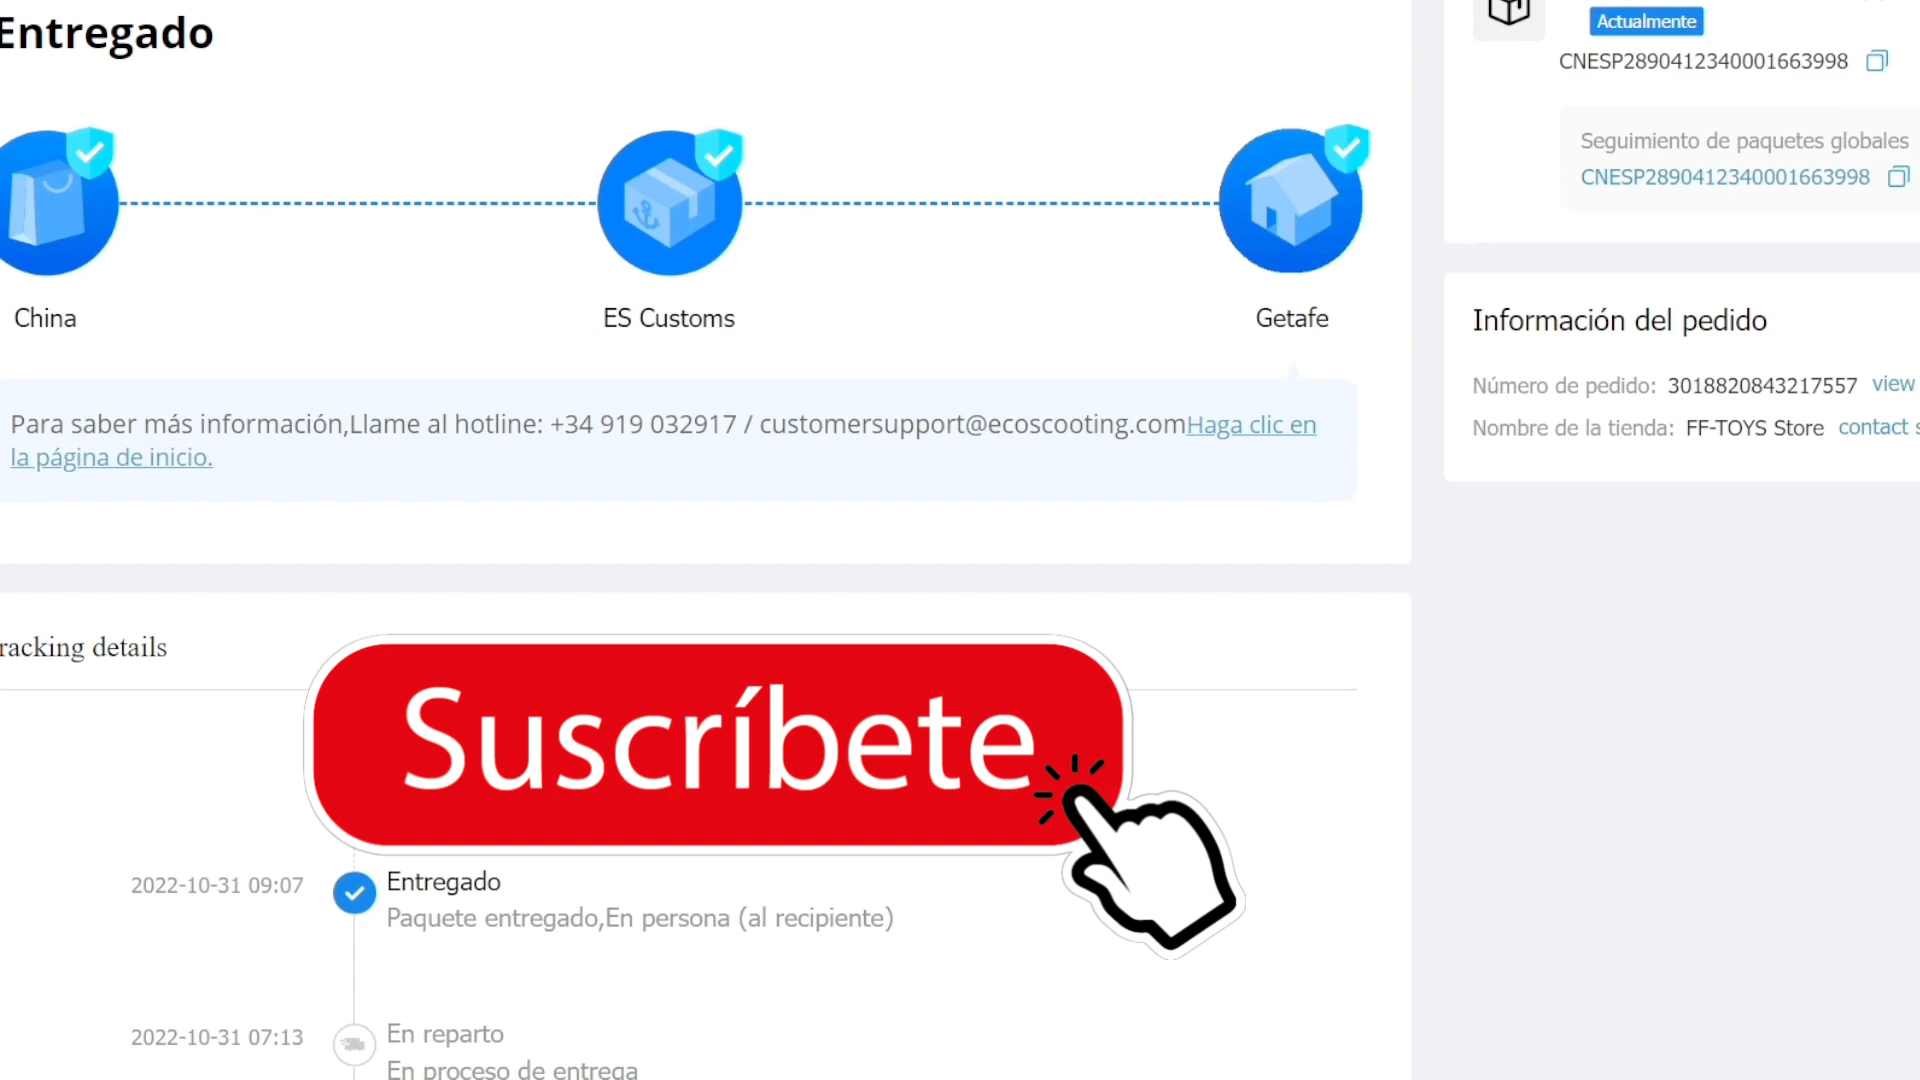 Entregado
China
ES Customs
Getafe
Para saber más información,Llame al hotline: +34 919 032917 / customersupport@ecoscooting.comHaga clic en
la página de inicio.
racking details
Suscríbete
2022-10-31 09:07
Entregado
Paquete entregado,En persona (al recipiente)
2022-10-31 07:13
En reparto
En proceso de entrega
Actualmente
CNESP2890412340001663998
Seguimiento de paquetes globales
CNESP2890412340001663998
Información del pedido
Número de pedido: 3018820843217557 view
Nombre de la tienda: FF-TOYS Store contact s